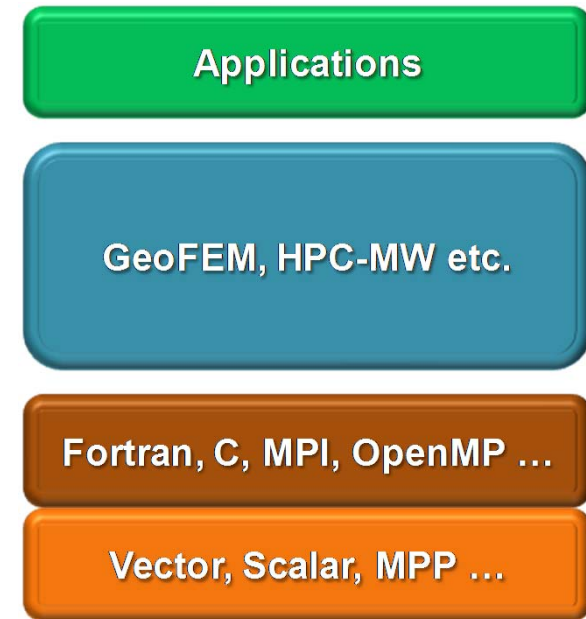 Applications
GeoFEM, HPC-MW etc.
Fortran, C, MPI, OpenMP …
Vector, Scalar, MPP …